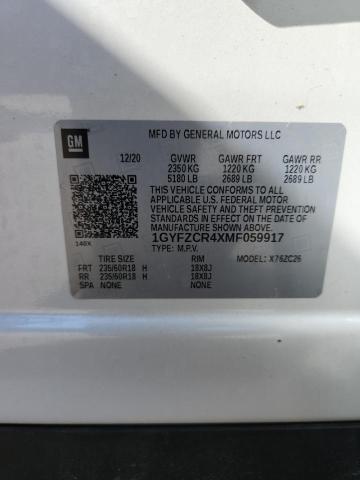 GM
MFD BY GENERAL MOTORS LLC
12/20 GVWR GAWR FRT GAWR RR
2350 KG 1220 KG 1220 KG
5180 LB 2689 LB 2689 LB
THIS VEHICLE CONFORMS TO ALL
APPLICABLE U.S. FEDERAL MOTOR
VEHICLE SAFETY AND THEFT PREVENTION
STANDARDS IN EFFECT ON THE DATE OF
MANUFACTURE SHOWN ABOVE.
1GYFZCR4XMF059917
TYPE: M.P.V. MODEL: X76ZC26
TIRE SIZE RIM
FRT 235/60R18 H 18X8J
RR 235/60R18 H 18X8J
SPA NONE NONE